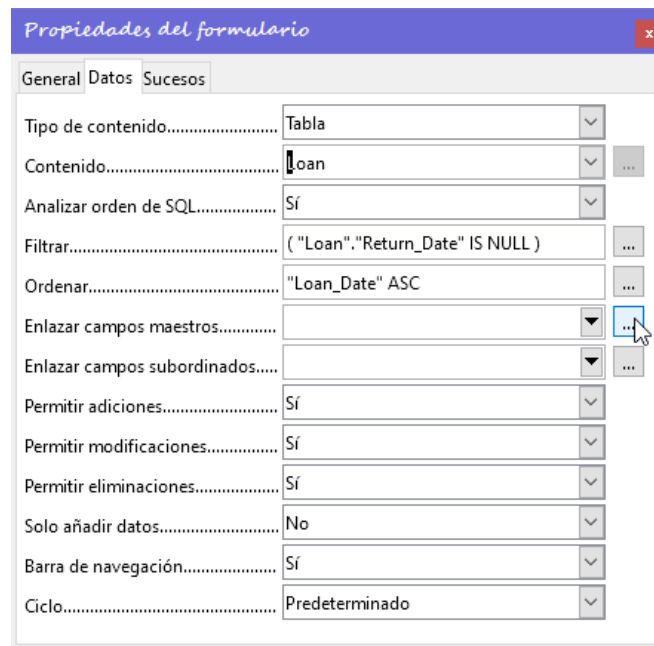 Propiedades del formulario x
General Datos Sucesos
Tipo de contenido......................... Tabla
Contenido....................................... Loan ...
Analizar orden de SQL.................. Sí
Filtrar........................................... ( "Loan"."Return_Date" IS NULL ) ...
Ordenar........................................... "Loan_Date" ASC ...
Enlazar campos maestros............. ...
Enlazar campos subordinados..... ...
Permitir adiciones.......................... Sí
Permitir modificaciones................ Sí
Permitir eliminaciones................... Sí
Solo añadir datos........................... No
Barra de navegación..................... Sí
Ciclo................................................ Predeterminado